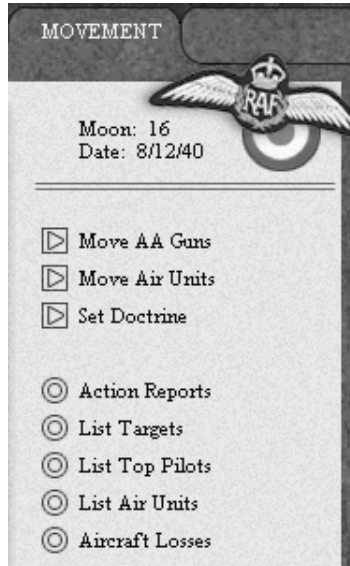 MOVEMENT
RAF
Moon: 16
Date: 8/12/40
Move AA Guns
Move Air Units
Set Doctrine
Action Reports
List Targets
List Top Pilots
List Air Units
Aircraft Losses